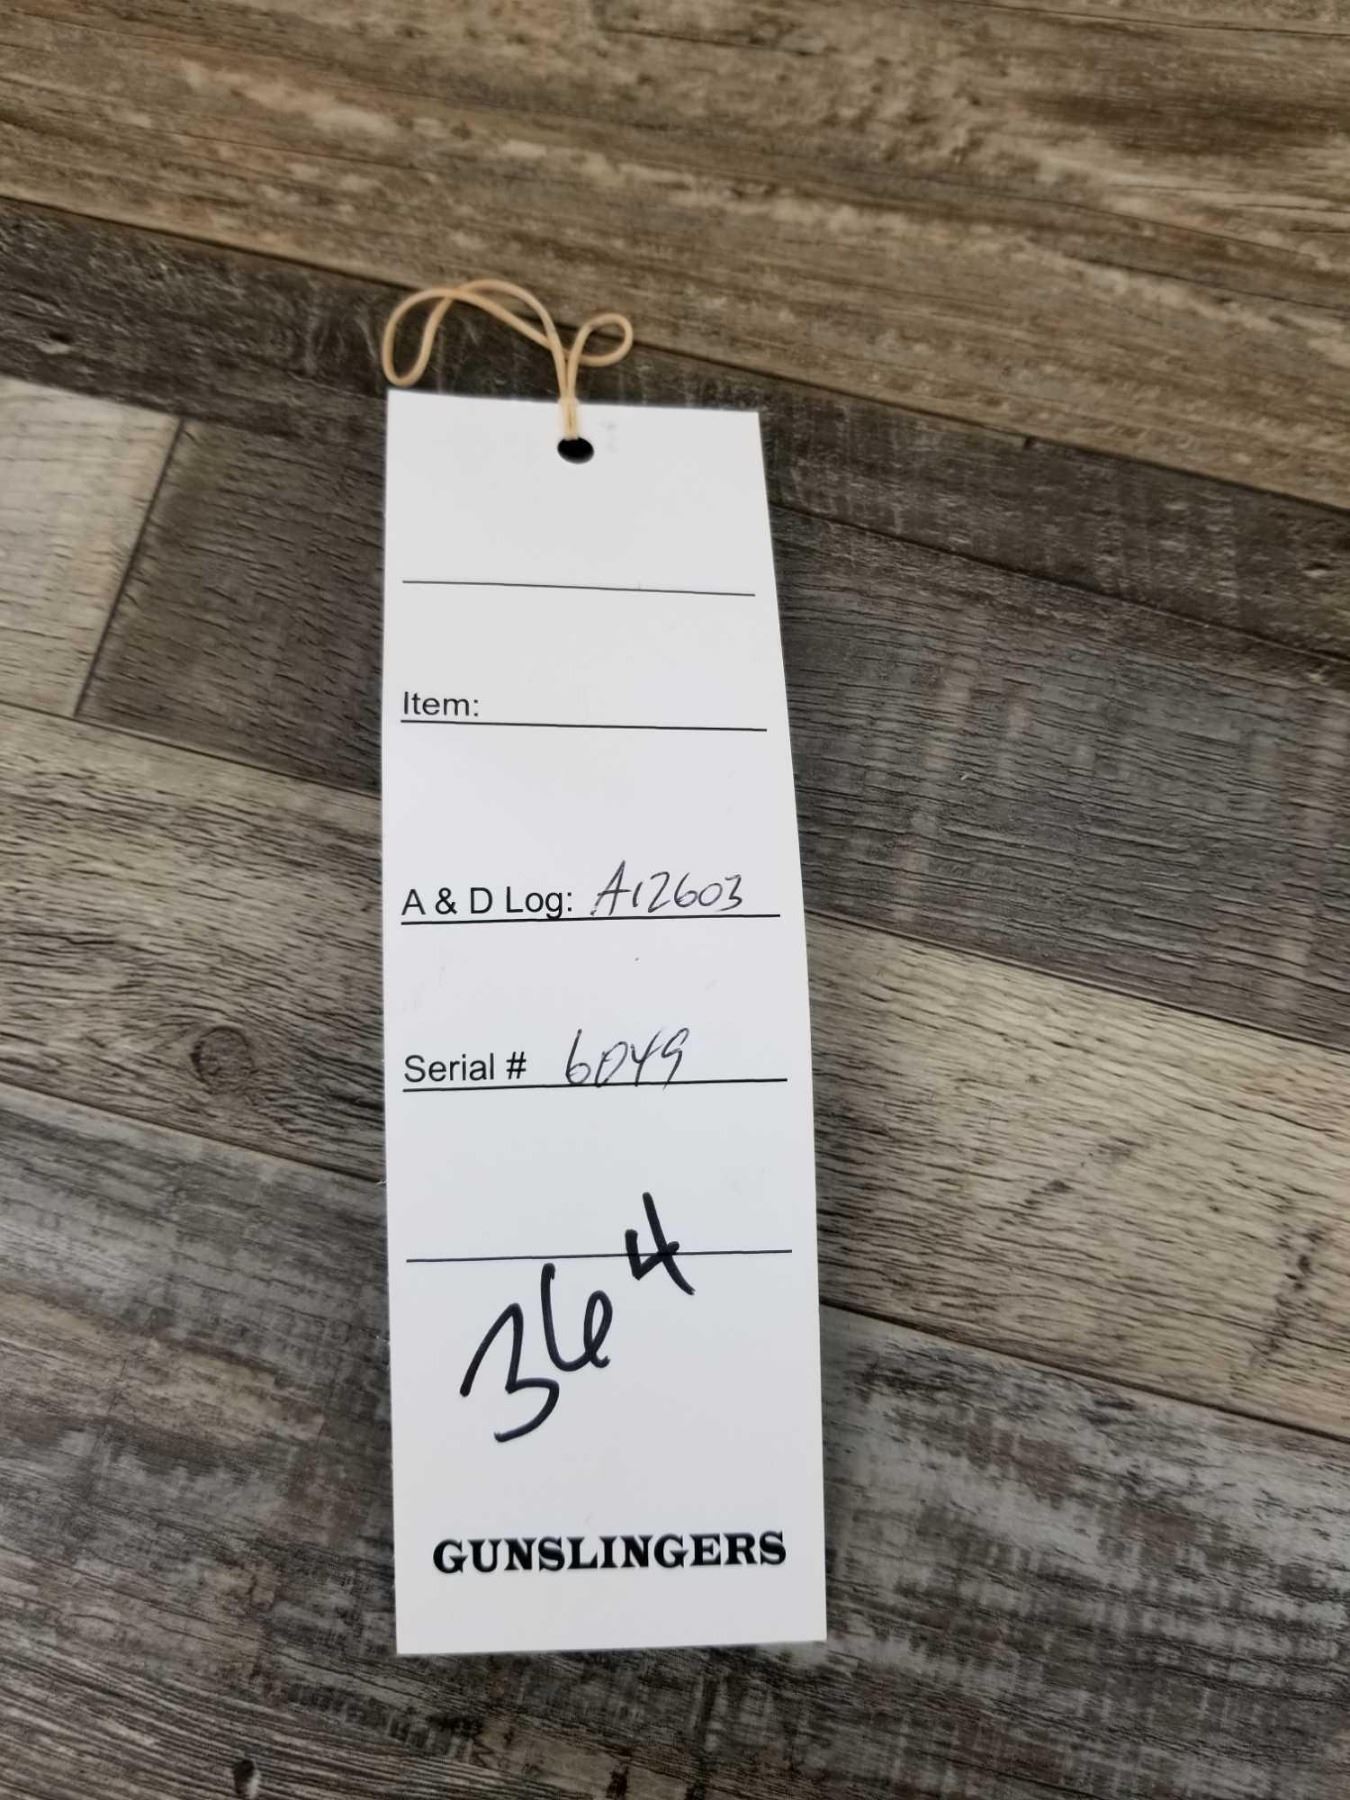 Item:
A & D Log: A12603
Serial # 6049
364
GUNSLINGERS